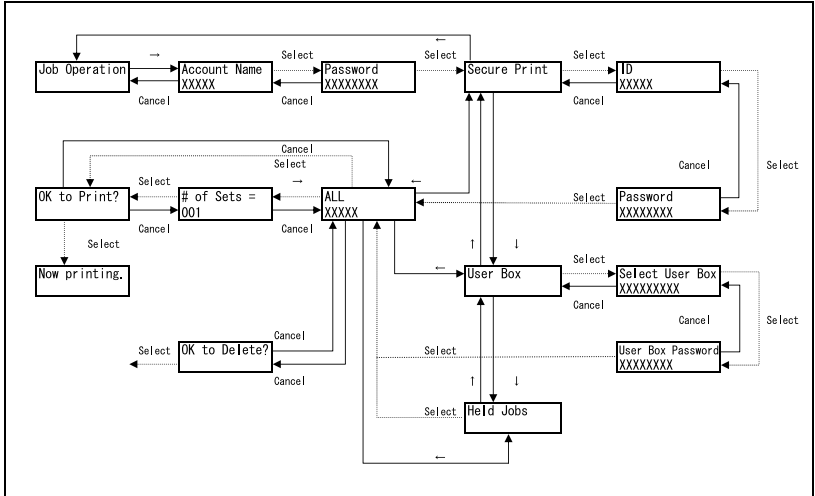 ←
→ Select Select Select
Job Operation Account Name Password Secure Print ID
XXXXX XXXXXXXX XXXXX
Cancel Cancel Cancel
Cancel
Select
Cancel Select
Select → ← Select
OK to Print? # of Sets = ALL Password
001 XXXXX XXXXXXXX
Cancel Cancel
Select ↑ ↓
Select
Now printing. ← User Box Select User Box
XXXXXXXXX
Cancel
Cancel Select
Cancel
Select OK to Delete? Select User Box Password
XXXXXXXX
Cancel ↑ ↓
Select Held Jobs
←